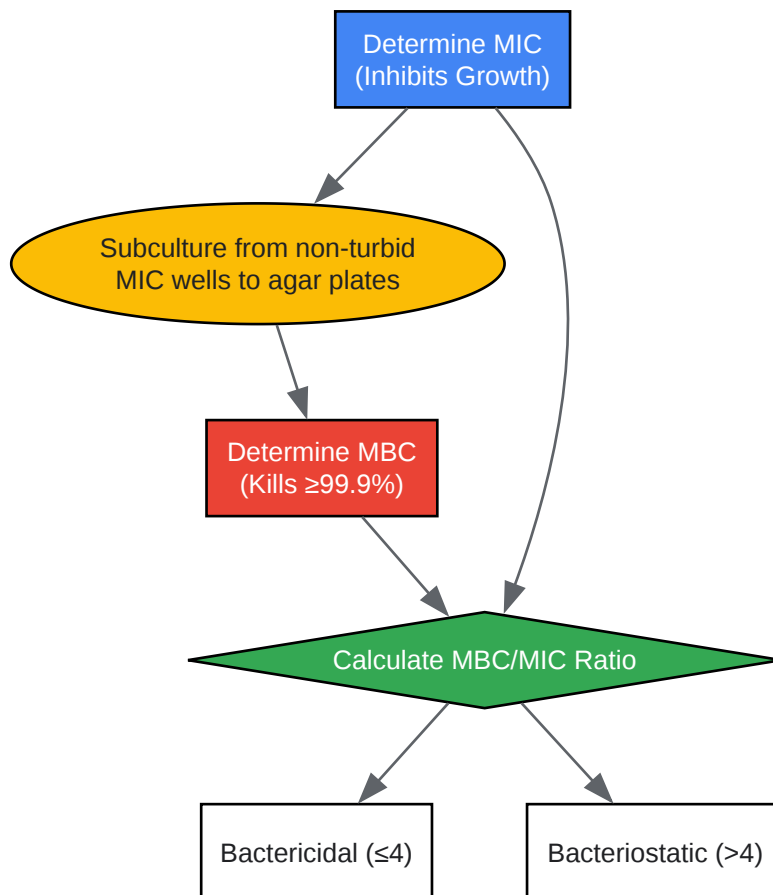 Determine MIC
(Inhibits Growth)
Subculture from non-turbid
MIC wells to agar plates
Determine MBC
(Kills ≥99.9%)
Calculate MBC/MIC Ratio
Bactericidal (≤4)
Bacteriostatic (>4)